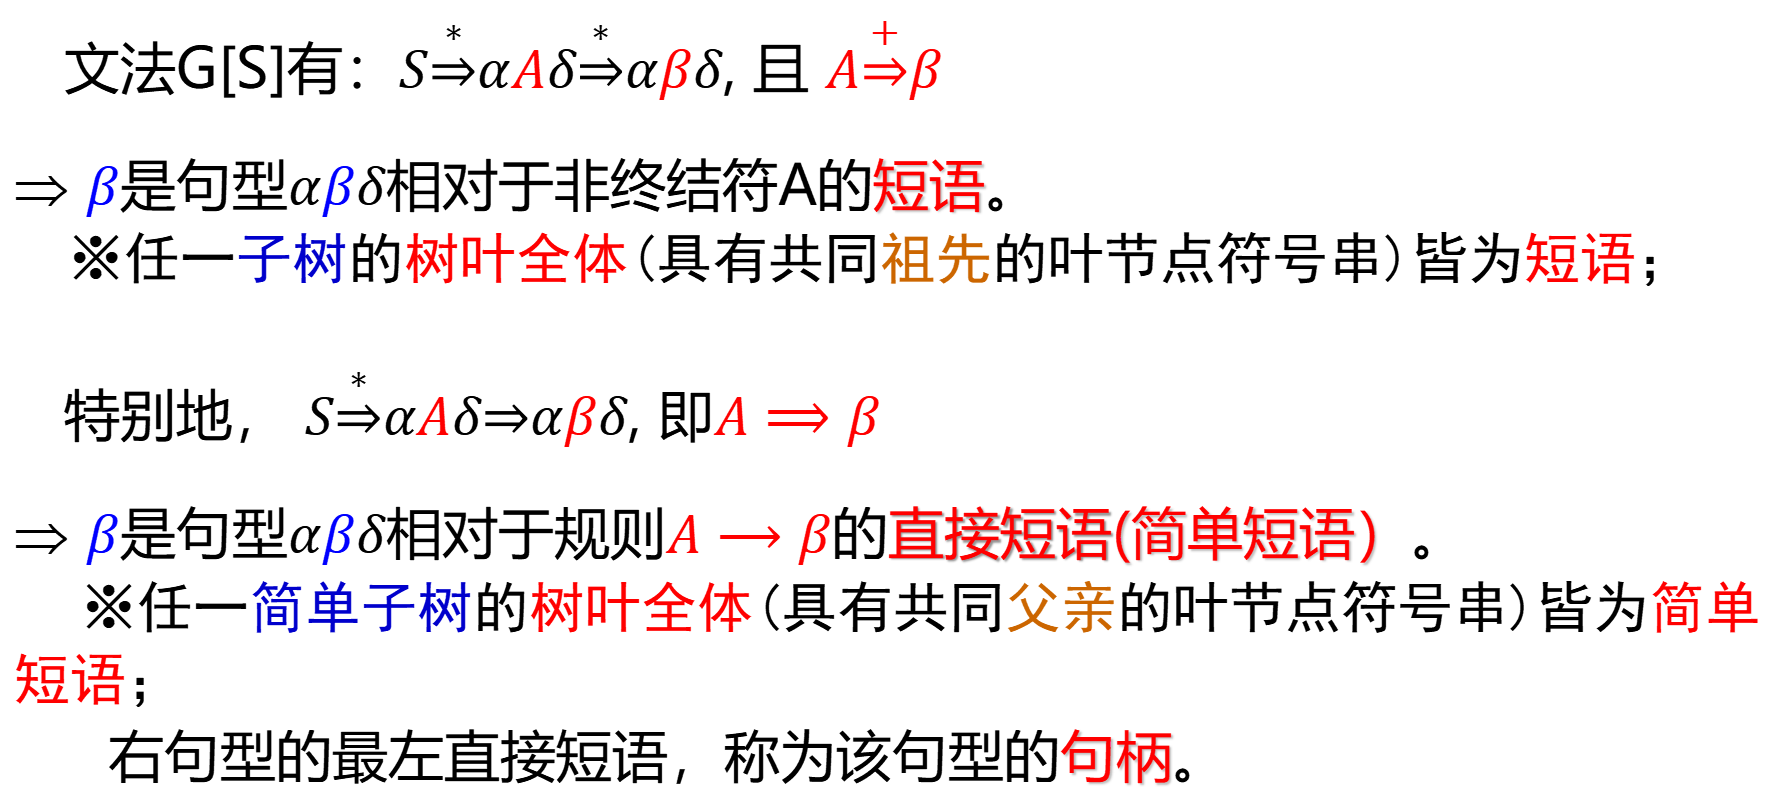 文法G[S]有：S⇒*αAδ⇒*αβδ, 且 A⇒+β
⇒ β是句型αβδ相对于非终结符A的短语。
※任一子树的树叶全体(具有共同祖先的叶节点符号串)皆为短语；
特别地， S⇒*αAδ⇒αβδ, 即A ⟹ β
⇒ β是句型αβδ相对于规则A ⟶ β的直接短语(简单短语）。
※任一简单子树的树叶全体(具有共同父亲的叶节点符号串)皆为简单
短语；
右句型的最左直接短语，称为该句型的句柄。